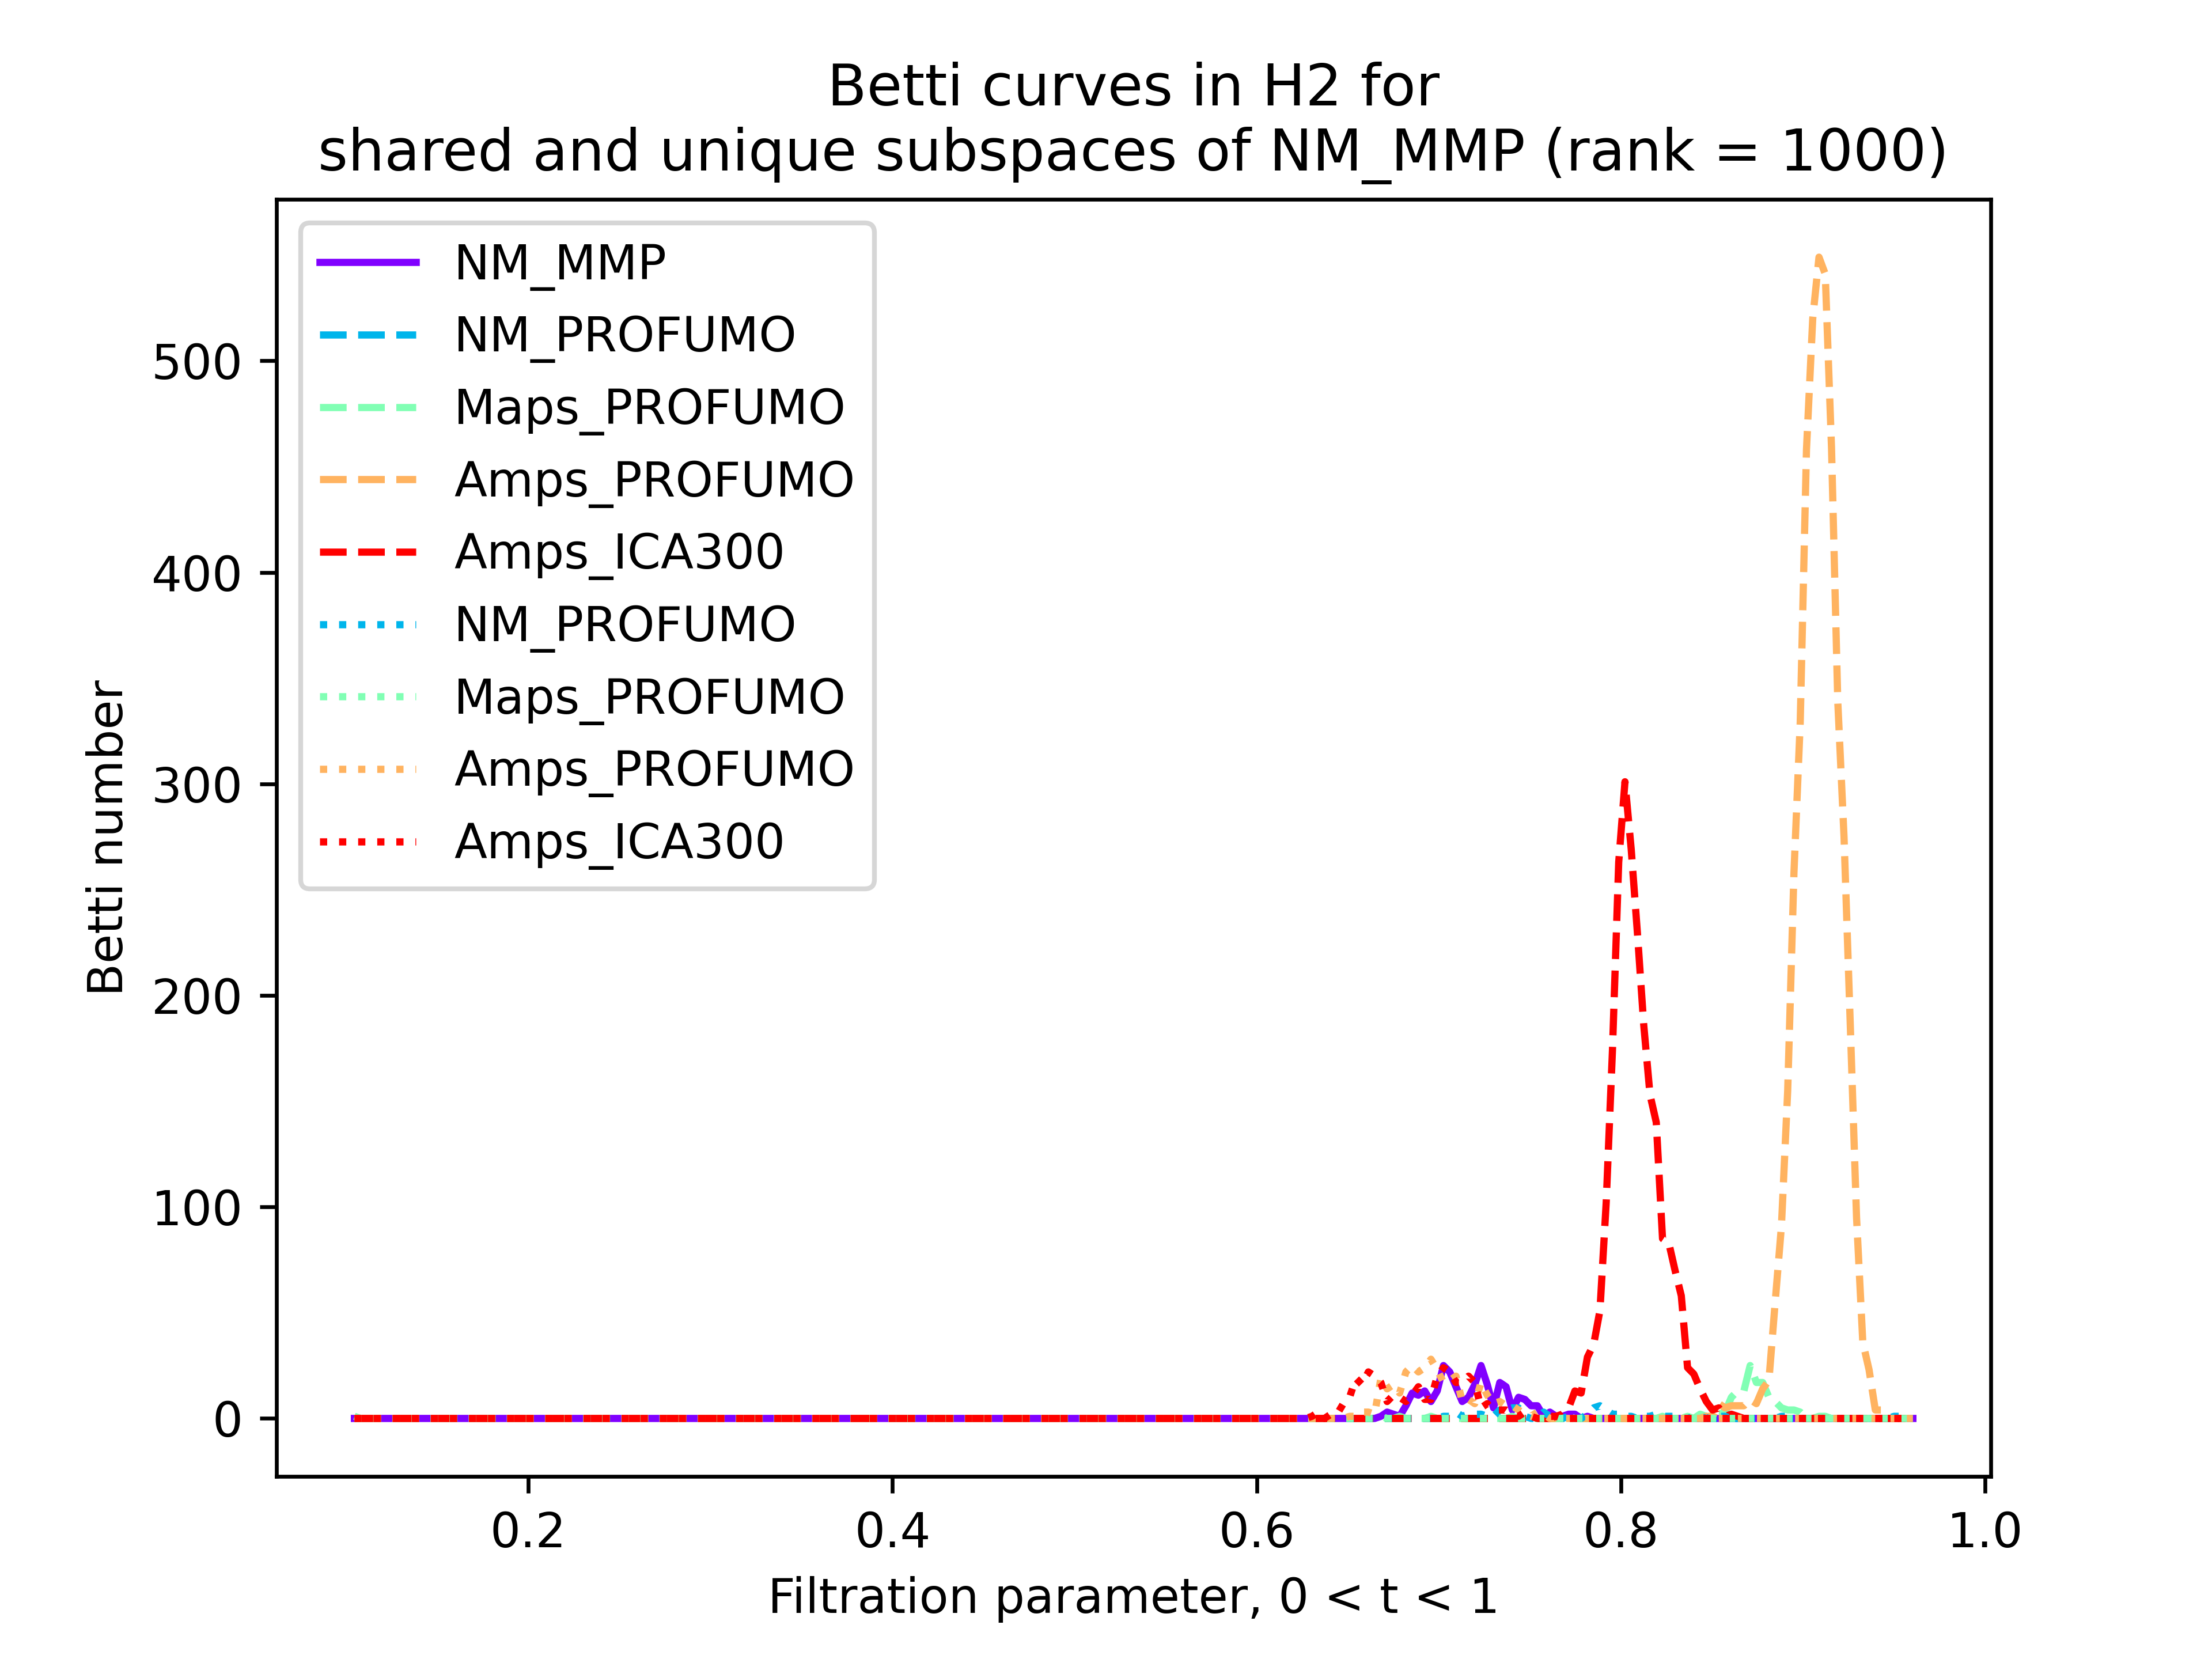 Betti curves in H2 for
shared and unique subspaces of NM_MMP (rank = 1000)
NM_MMP
NM_PROFUMO
Maps_PROFUMO
Amps_PROFUMO
Amps_ICA300
NM_PROFUMO
Maps_PROFUMO
Amps_PROFUMO
Amps_ICA300
Betti number
500
400
300
200
100
0
0.2
0.4
0.6
0.8
1.0
Filtration parameter, 0 < t < 1